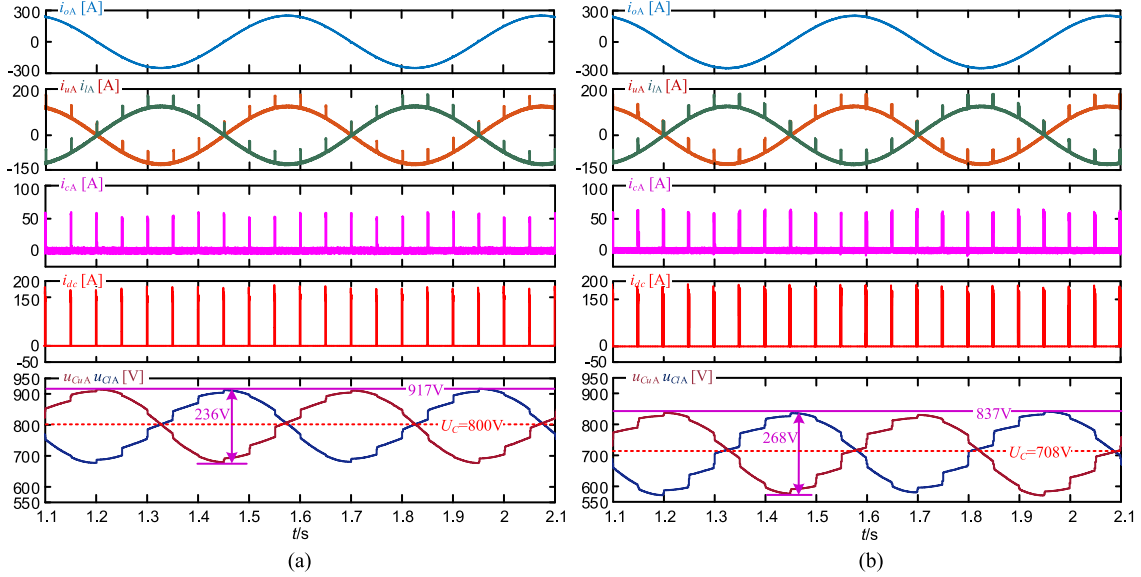 i_oA [A]
300
0
-300
i_uA i_lA [A]
200
0
-150
i_cA [A]
100
50
0
i_dc [A]
200
150
0
-50
u_CuA u_ClA [V]
950
900
800
700
600
550
917V
236V
U_C=800V
1.1 1.2 1.3 1.4 1.5 1.6 1.7 1.8 1.9 2 2.1
t/s
(a)
i_oA [A]
300
0
-300
i_uA i_lA [A]
200
0
-150
i_cA [A]
100
50
0
i_dc [A]
200
150
0
-50
u_CuA u_ClA [V]
950
900
800
700
600
550
837V
268V
U_C=708V
1.1 1.2 1.3 1.4 1.5 1.6 1.7 1.8 1.9 2 2.1
t/s
(b)